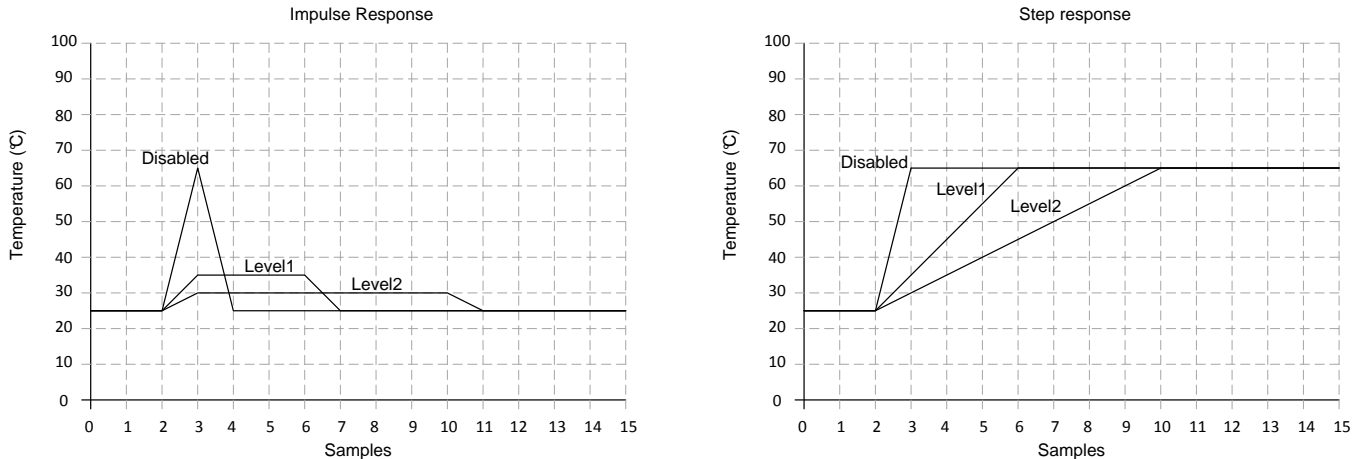 Impulse Response
Temperature (°C)
100
90
80
70
60
50
40
30
20
10
0
Disabled
Level1
Level2
0 1 2 3 4 5 6 7 8 9 10 11 12 13 14 15
Samples
Step response
Temperature (°C)
100
90
80
70
60
50
40
30
20
10
0
Disabled
Level1
Level2
0 1 2 3 4 5 6 7 8 9 10 11 12 13 14 15
Samples